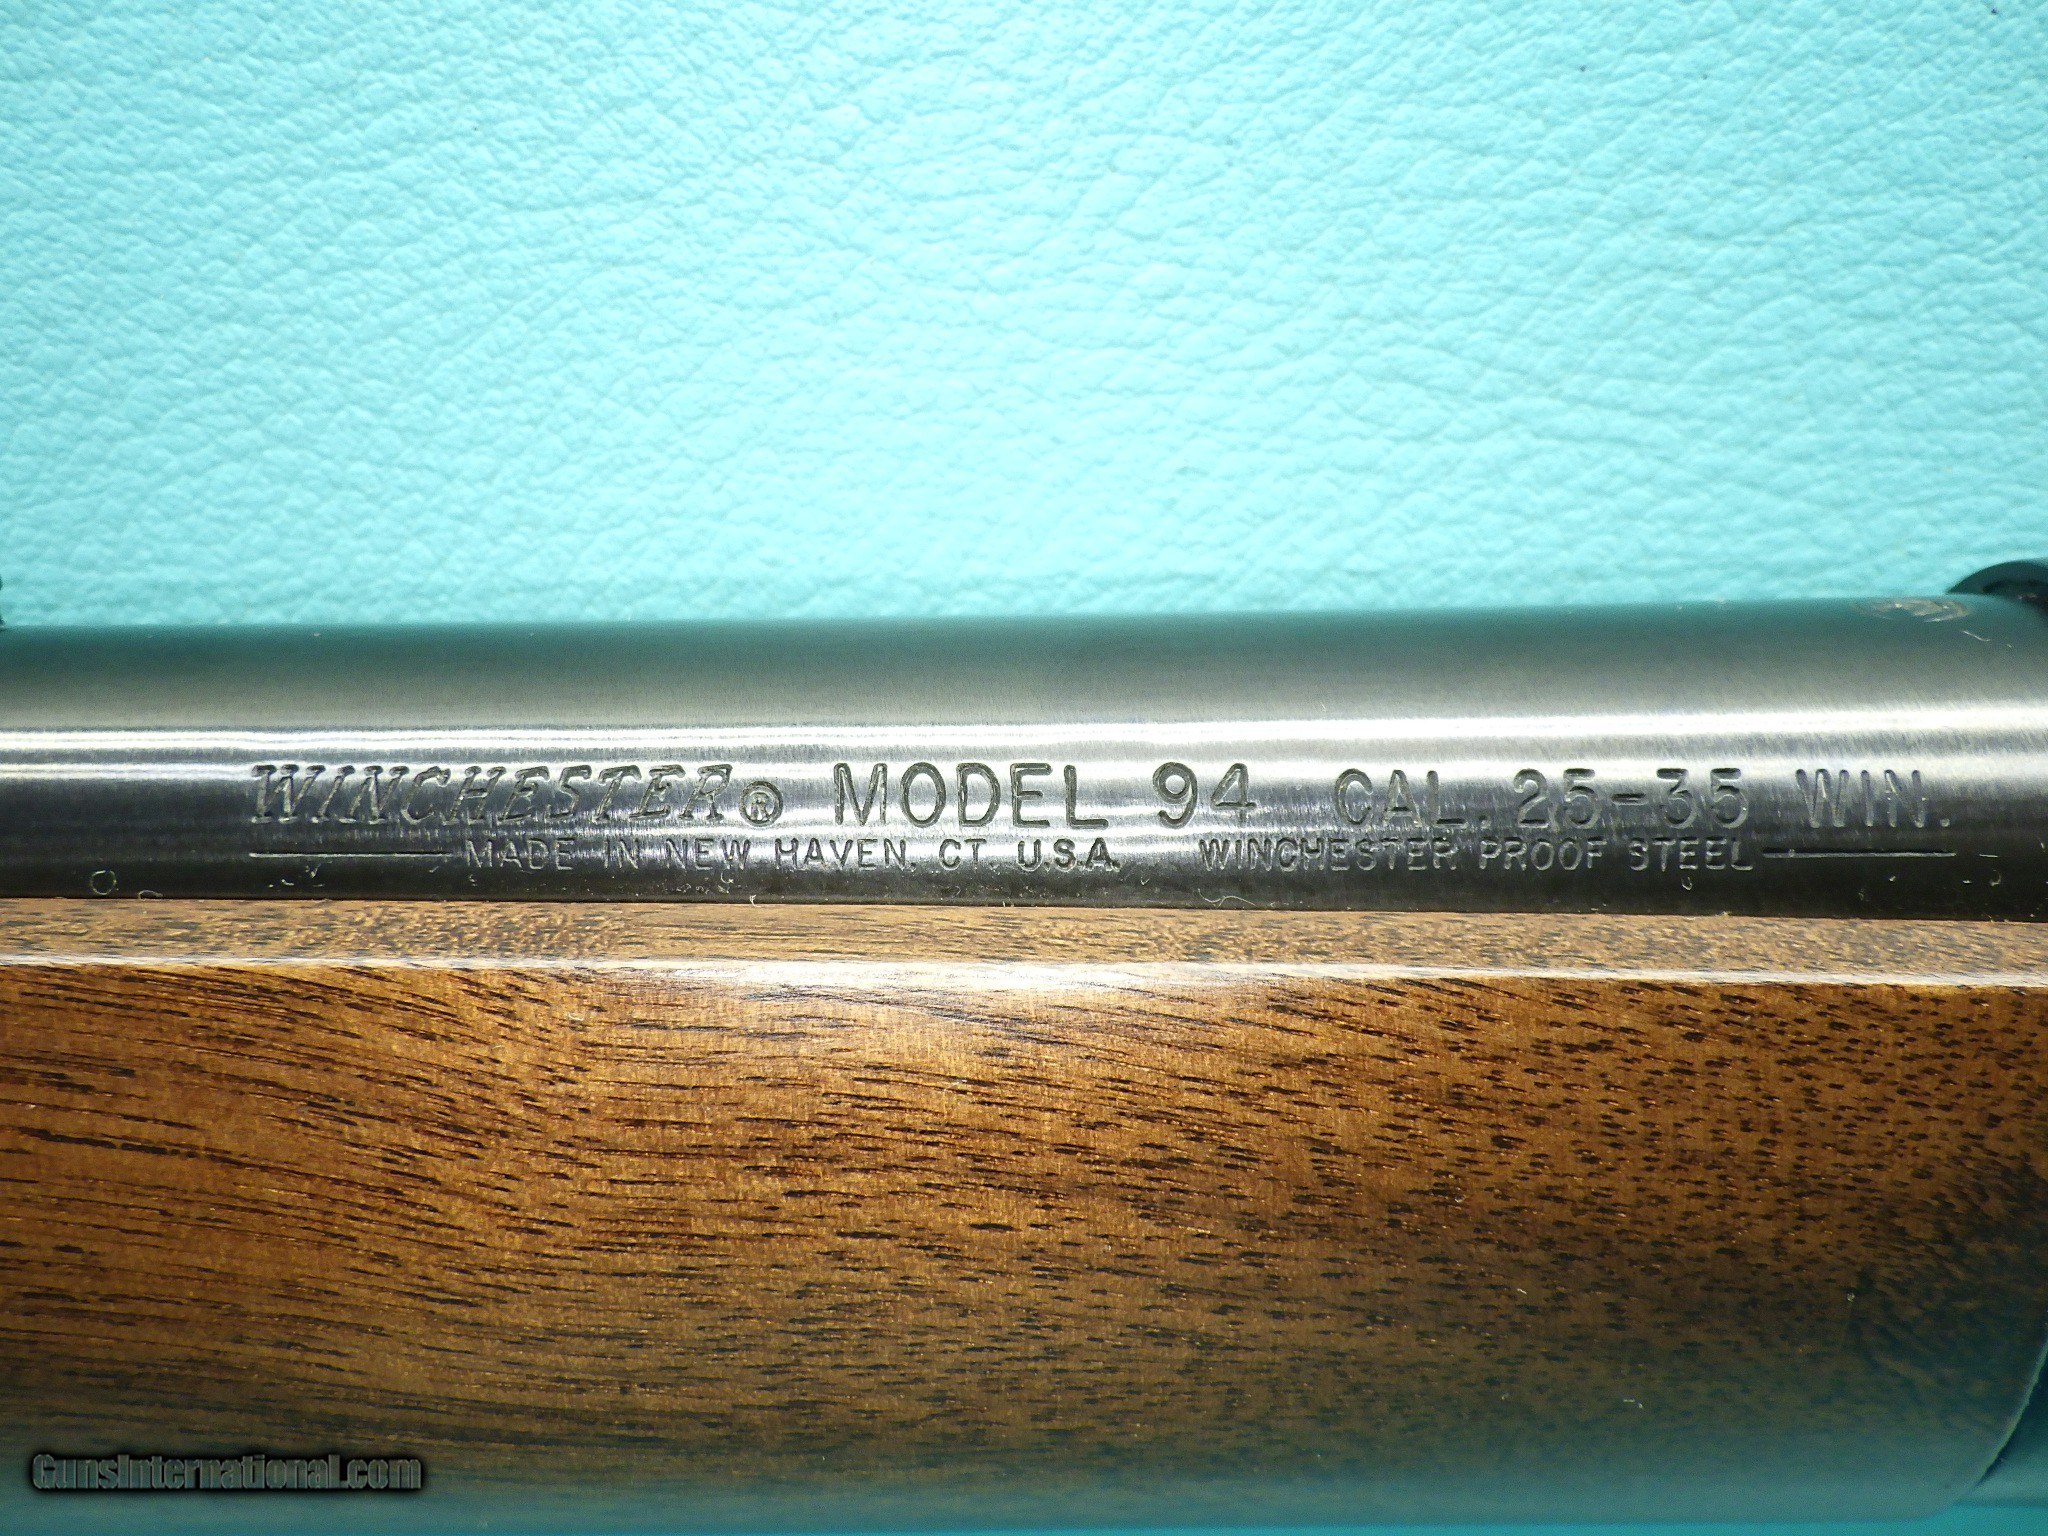 WINCHESTER® MODEL 94 CAL. 25-35 WIN.
MADE IN NEW HAVEN, CT U.S.A. WINCHESTER PROOF STEEL
GunsInternational.com